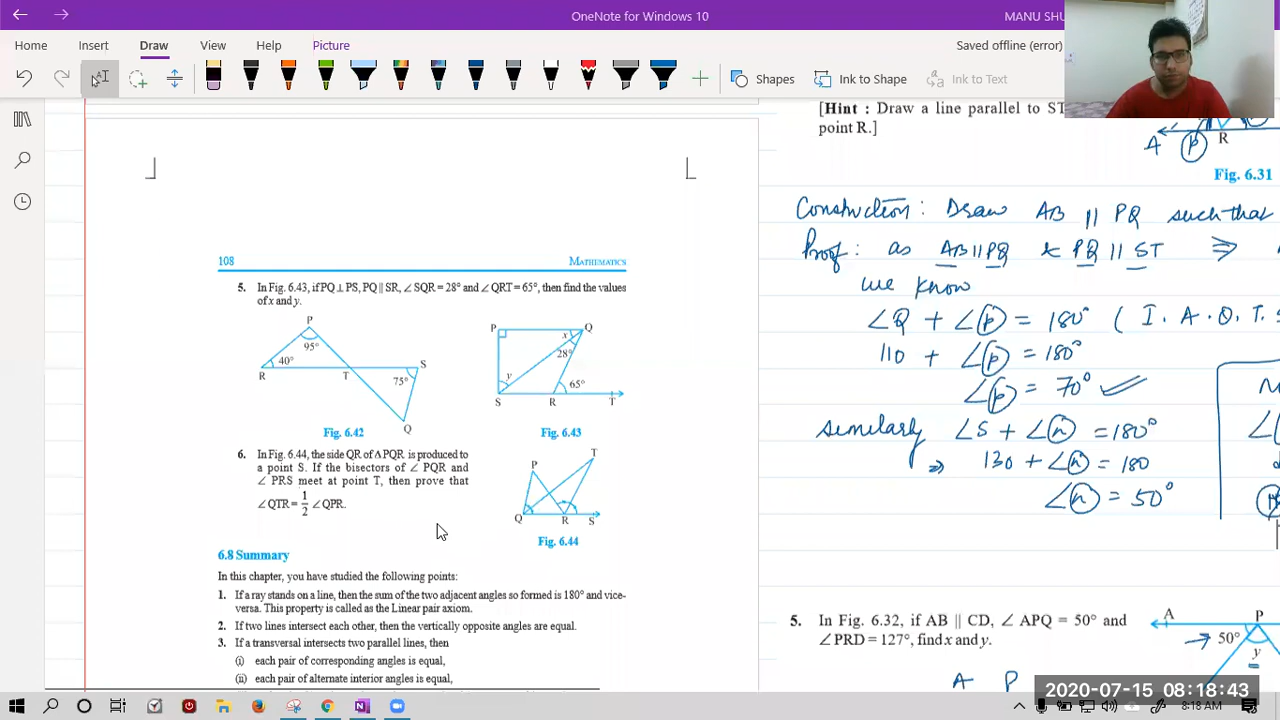 OneNote for Windows 10
MANU SHU
Home Insert Draw View Help Picture
Saved offline (error)
Shapes
Ink to Shape
Ink to Text
108
MATHEMATICS
5. In Fig. 6.43, if PQ ⊥ PS, PQ || SR, ∠ SQR = 28° and ∠ QRT = 65°, then find the values
of x and y.
P
95°
40°
R
T
S
75°
Q
Fig. 6.42
P
Q
x
28°
y
65°
S
R
T
Fig. 6.43
6. In Fig. 6.44, the side QR of Δ PQR is produced to
a point S. If the bisectors of ∠ PQR and
∠ PRS meet at point T, then prove that
∠ QTR = 1/2 ∠ QPR.
T
P
Q
R
S
Fig. 6.44
6.8 Summary
In this chapter, you have studied the following points:
1. If a ray stands on a line, then the sum of the two adjacent angles so formed is 180° and vice-
versa. This property is called as the Linear pair axiom.
2. If two lines intersect each other, then the vertically opposite angles are equal.
3. If a transversal intersects two parallel lines, then
(i) each pair of corresponding angles is equal,
(ii) each pair of alternate interior angles is equal,
[Hint : Draw a line parallel to ST
point R.]
A
p
R
Fig. 6.31
Construction: Draw AB || PQ such that
Proof: as AB || PQ & PQ || ST ⇒
we know
∠Q + ∠p = 180° ( I. A. O. T. S
110 + ∠p = 180°
∠p = 70°
similarly ∠S + ∠r = 180°
⇒ 130 + ∠r = 180
∠r = 50°
5. In Fig. 6.32, if AB || CD, ∠ APQ = 50° and
∠ PRD = 127°, find x and y.
A
P
50°
y
A P
2020-07-15 08:18:43
8:18 AM